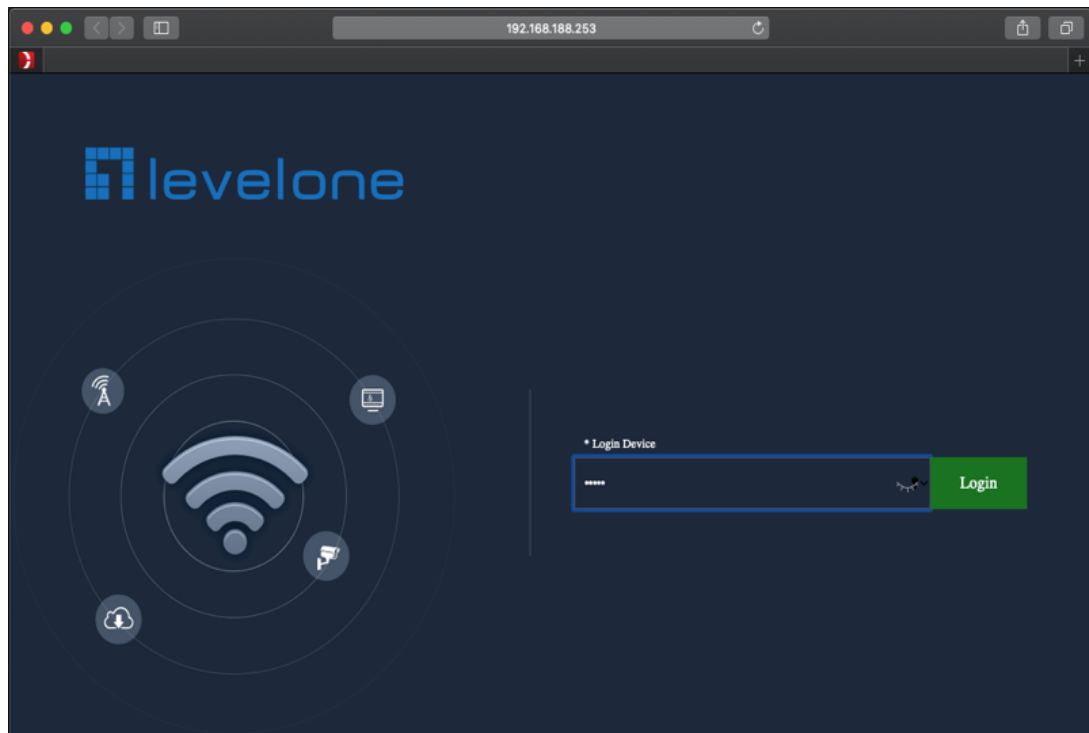 192.168.188.253
levelone
* Login Device
•••••
Login